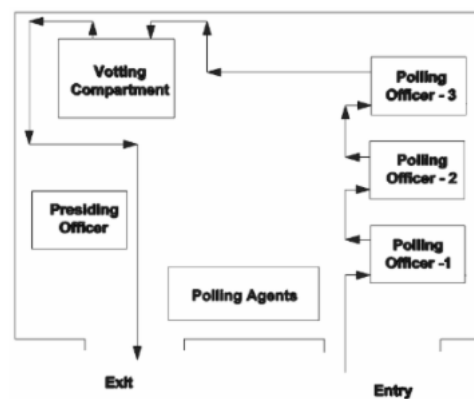 Votting
Compartment
Polling
Officer - 3
Polling
Officer - 2
Presiding
Officer
Polling
Officer -1
Polling Agents
Exit
Entry